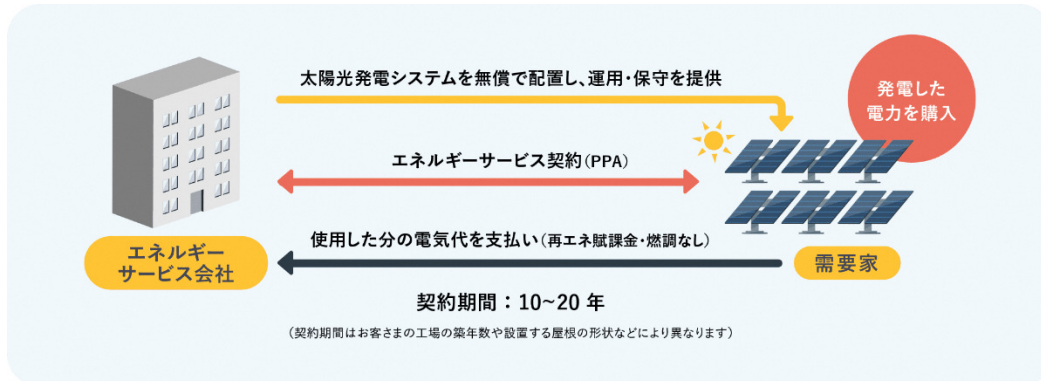 太陽光発電システムを無償で配置し、運用・保守を提供
発電した
電力を購入
エネルギーサービス契約(PPA)
使用した分の電気代を支払い(再エネ賦課金・燃調なし)
エネルギー
サービス会社
需要家
契約期間：10~20 年
(契約期間はお客さまの工場の築年数や設置する屋根の形状などにより異なります)